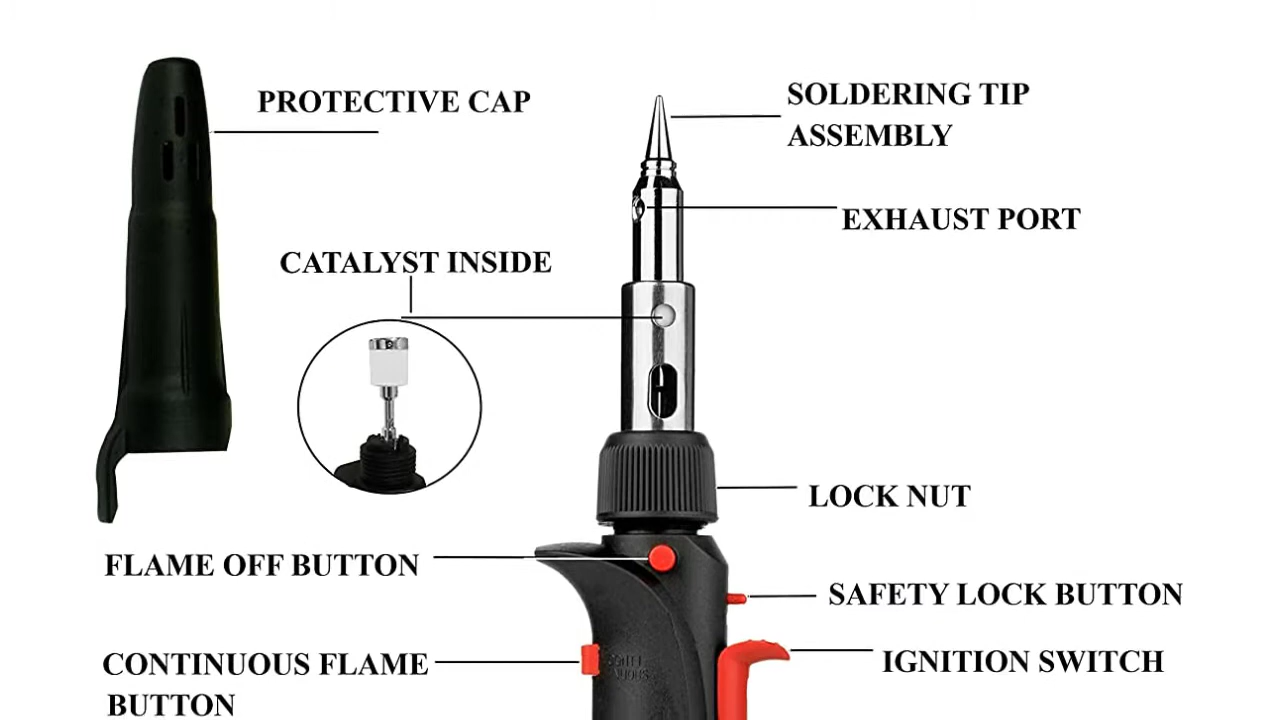 PROTECTIVE CAP
SOLDERING TIP
ASSEMBLY
EXHAUST PORT
CATALYST INSIDE
LOCK NUT
FLAME OFF BUTTON
SAFETY LOCK BUTTON
CONTINUOUS FLAME
BUTTON
IGNITION SWITCH